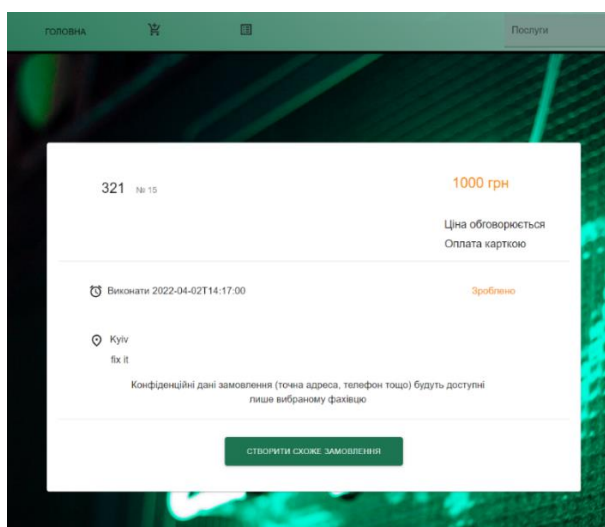 ГОЛОВНА
Послуги
321 № 15
1000 грн
Ціна обговорюється
Оплата карткою
Виконати 2022-04-02T14:17:00
Зроблено
Kyiv
fix it
Конфіденційні дані замовлення (точна адреса, телефон тощо) будуть доступні
лише вибраному фахівцю
СТВОРИТИ СХОЖЕ ЗАМОВЛЕННЯ